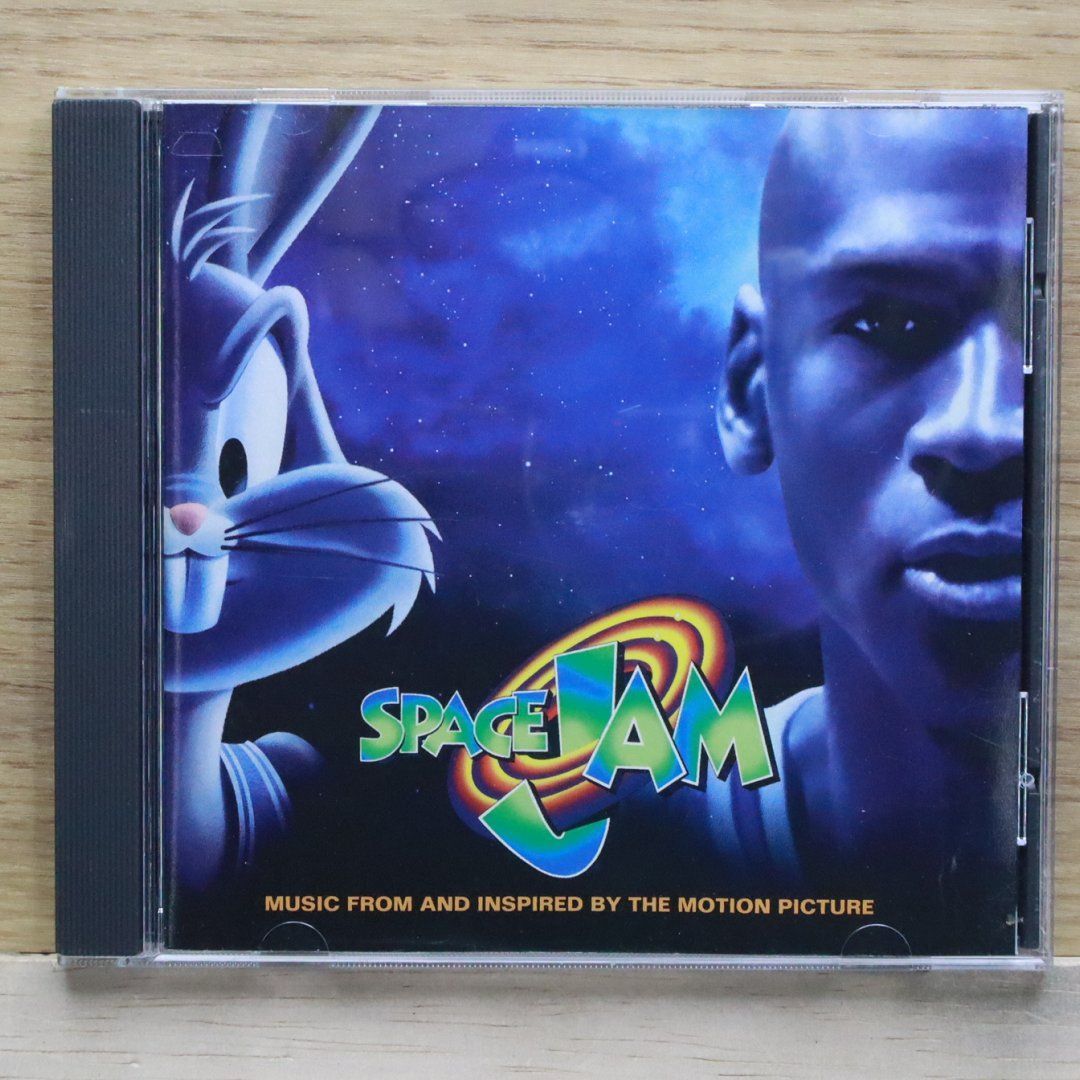 SPACE JAM
MUSIC FROM AND INSPIRED BY THE MOTION PICTURE